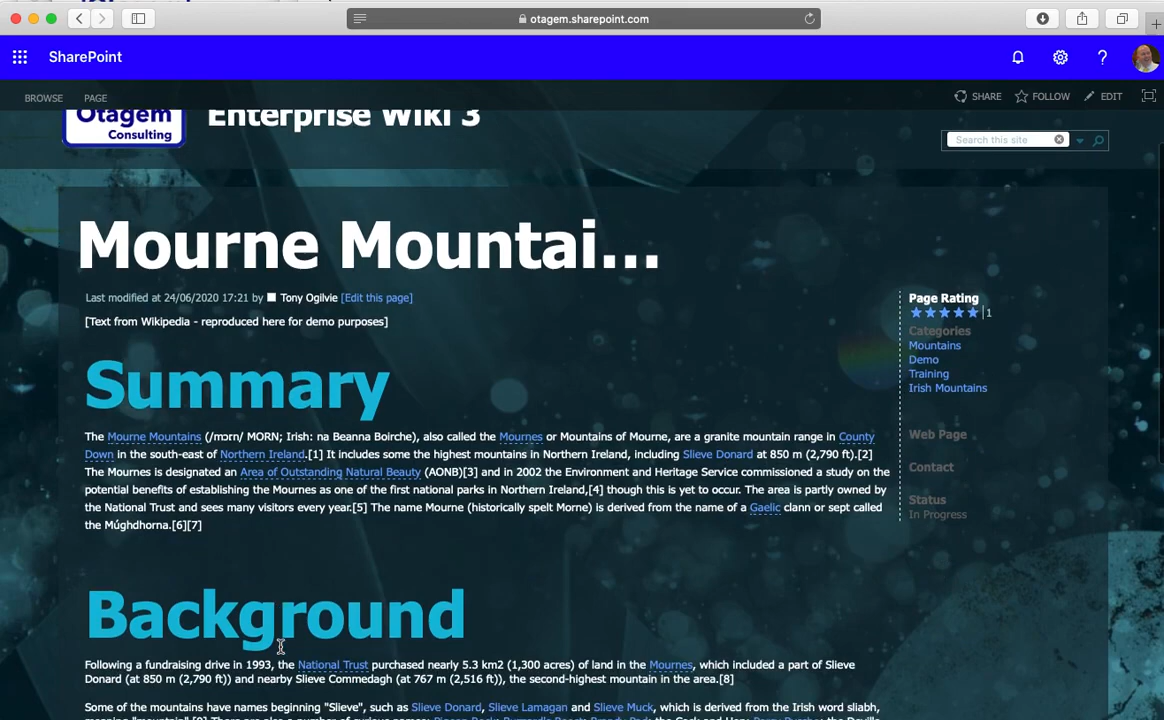 otagem.sharepoint.com
SharePoint
BROWSE PAGE SHARE FOLLOW EDIT
Otagem
Consulting
Enterprise Wiki 3
Search this site
Mourne Mountai...
Last modified at 24/06/2020 17:21 by Tony Ogilvie [Edit this page]
[Text from Wikipedia - reproduced here for demo purposes]
Page Rating
1
Categories
Mountains
Demo
Training
Irish Mountains
Web Page
Contact
Status
In Progress
Summary
The Mourne Mountains (/mɔrn/ MORN; Irish: na Beanna Boirche), also called the Mournes or Mountains of Mourne, are a granite mountain range in County
Down in the south-east of Northern Ireland.[1] It includes some the highest mountains in Northern Ireland, including Slieve Donard at 850 m (2,790 ft).[2]
The Mournes is designated an Area of Outstanding Natural Beauty (AONB)[3] and in 2002 the Environment and Heritage Service commissioned a study on the
potential benefits of establishing the Mournes as one of the first national parks in Northern Ireland,[4] though this is yet to occur. The area is partly owned by
the National Trust and sees many visitors every year.[5] The name Mourne (historically spelt Morne) is derived from the name of a Gaelic clann or sept called
the Múghdhorna.[6][7]
Background
Following a fundraising drive in 1993, the National Trust purchased nearly 5.3 km2 (1,300 acres) of land in the Mournes, which included a part of Slieve
Donard (at 850 m (2,790 ft)) and nearby Slieve Commedagh (at 767 m (2,516 ft)), the second-highest mountain in the area.[8]
Some of the mountains have names beginning "Slieve", such as Slieve Donard, Slieve Lamagan and Slieve Muck, which is derived from the Irish word sliabh,